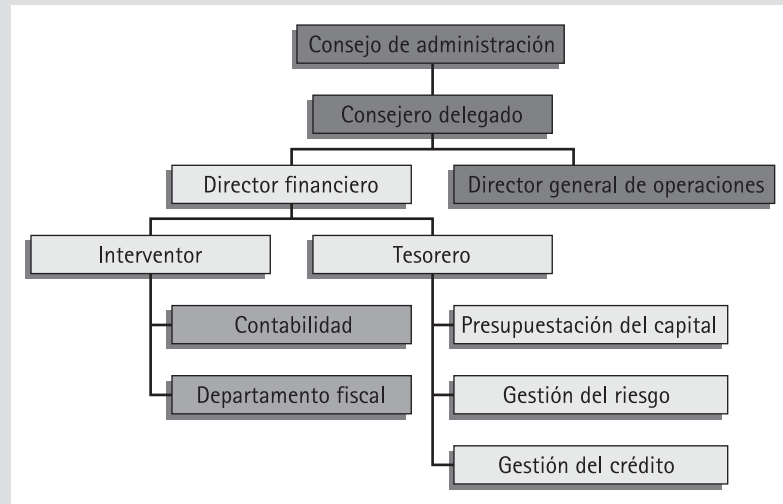 Consejo de administración
Consejero delegado
Director financiero
Director general de operaciones
Interventor
Tesorero
Contabilidad
Presupuestación del capital
Departamento fiscal
Gestión del riesgo
Gestión del crédito